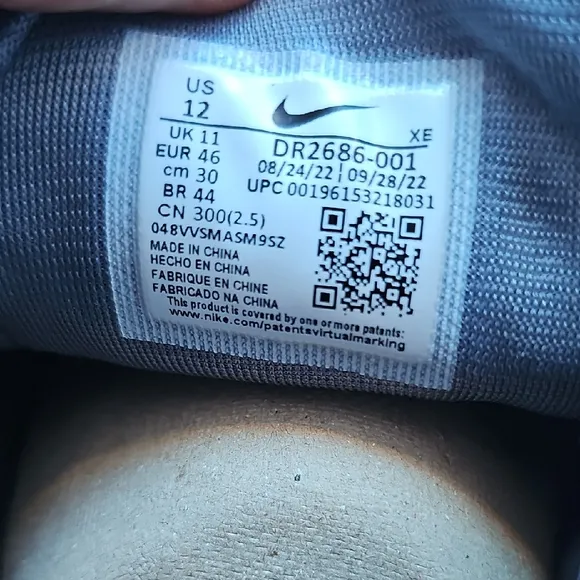 US
12
UK 11
EUR 46
cm 30
BR 44
CN 300(2.5)
048VVSMASM9SZ
XE
DR2686-001
08/24/22 | 09/28/22
UPC 00196153218031
MADE IN CHINA
HECHO EN CHINA
FABRIQUE EN CHINE
FABRICADO NA CHINA
This product is covered by one or more patents:
www.nike.com/patentsvirtualmarking